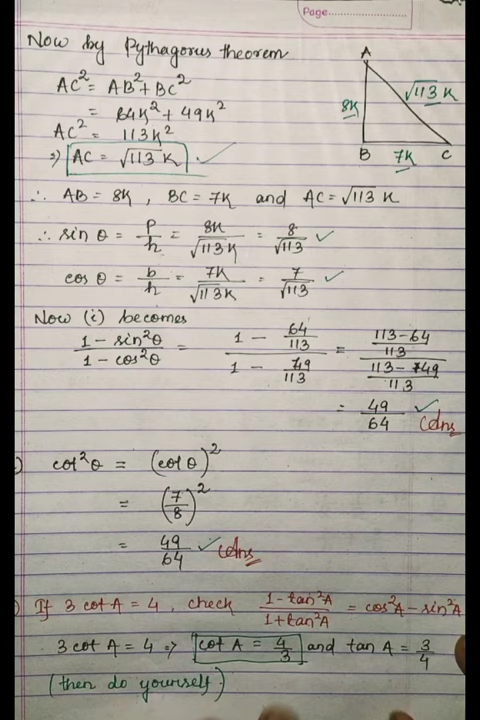 Page
Now by Pythagorus theorem
AC² = AB² + BC²
= 64K² + 49K²
AC² = 113K²
⇒ AC = √113 K ✓
A
8K
√113 K
B
7K
C
∴ AB = 8K , BC = 7K and AC = √113 K
∴ sin θ = p/h = 8K/√113K = 8/√113 ✓
cos θ = b/h = 7K/√113K = 7/√113 ✓
Now (i) becomes
(1 - sin²θ)/(1 - cos²θ) = (1 - 64/113)/(1 - 49/113) = ((113-64)/113)/((113-49)/113)
= 49/64 ✓ Ans
) cot²θ = (cot θ)²
= (7/8)²
= 49/64 ✓ Ans
) If 3 cot A = 4 , check (1-tan²A)/(1+tan²A) = cos²A - sin²A
3 cot A = 4 ⇒ cot A = 4/3 and tan A = 3/4
(then do yourself)